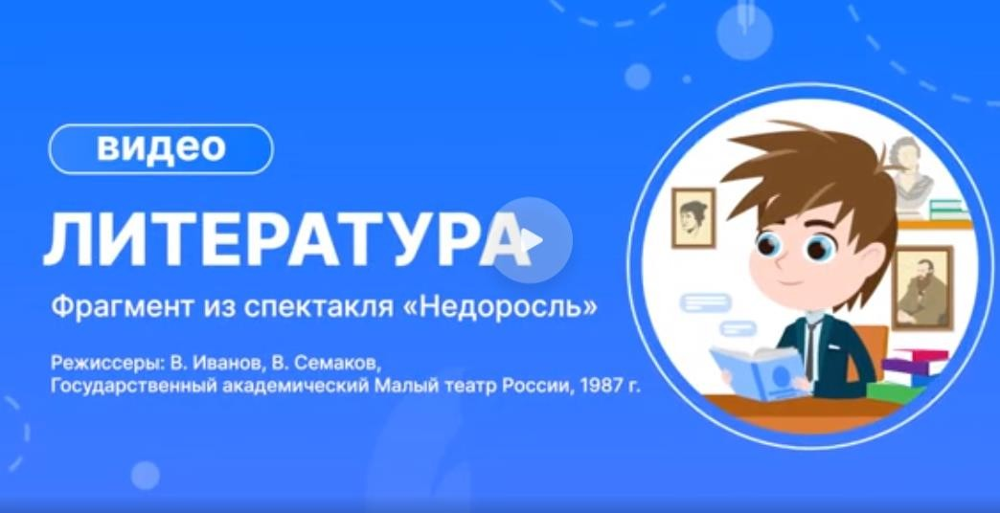 видео
ЛИТЕРАТУРА
Фрагмент из спектакля «Недоросль»
Режиссеры: В. Иванов, В. Семаков,
Государственный академический Малый театр России, 1987 г.